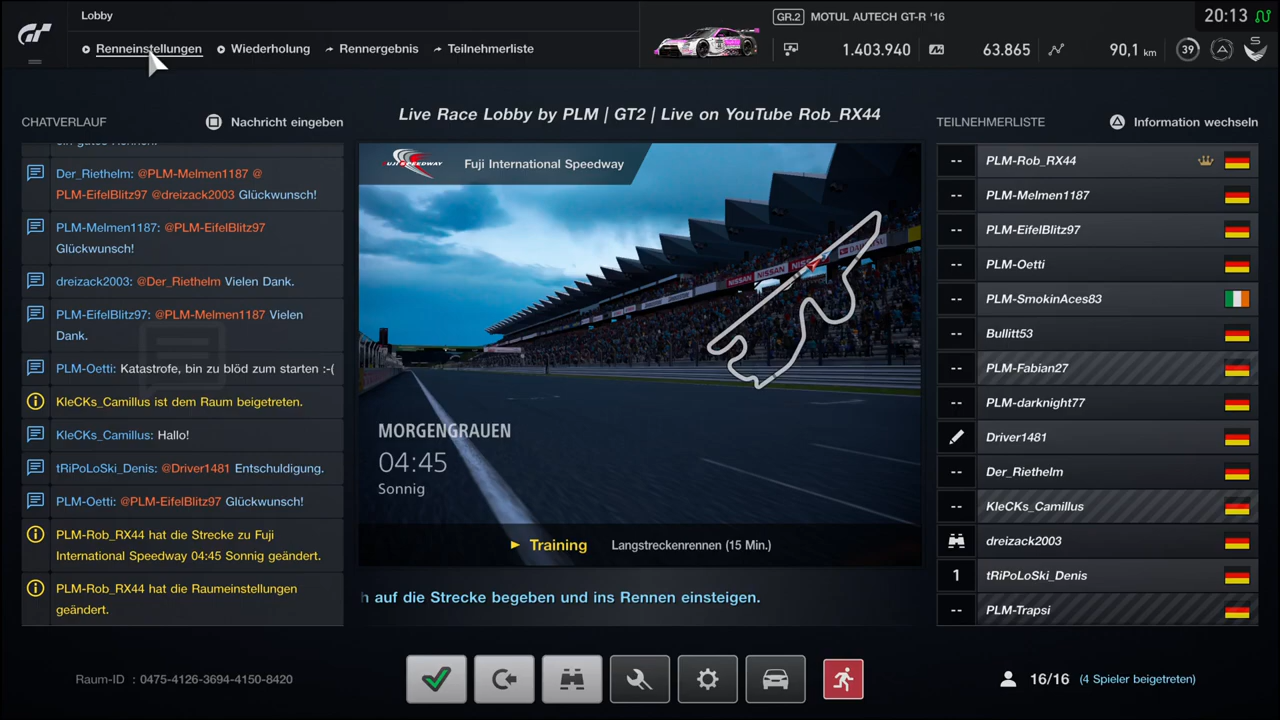 Lobby
Renneinstellungen
Wiederholung
Rennergebnis
Teilnehmerliste
GR.2 MOTUL AUTECH GT-R '16
1.403.940
63.865
90,1 km
39
20:13
CHATVERLAUF
Nachricht eingeben
Der_Riethelm: @PLM-Melmen1187 @
PLM-EifelBlitz97 @dreizack2003 Glückwunsch!
PLM-Melmen1187: @PLM-EifelBlitz97
Glückwunsch!
dreizack2003: @Der_Riethelm Vielen Dank.
PLM-EifelBlitz97: @PLM-Melmen1187 Vielen
Dank.
PLM-Oetti: Katastrofe, bin zu blöd zum starten :-(
KleCKs_Camillus ist dem Raum beigetreten.
KleCKs_Camillus: Hallo!
tRiPoLoSki_Denis: @Driver1481 Entschuldigung.
PLM-Oetti: @PLM-EifelBlitz97 Glückwunsch!
PLM-Rob_RX44 hat die Strecke zu Fuji
International Speedway 04:45 Sonnig geändert.
PLM-Rob_RX44 hat die Raumeinstellungen
geändert.
Live Race Lobby by PLM | GT2 | Live on YouTube Rob_RX44
FUJI SPEEDWAY
Fuji International Speedway
NISSAN NISSAN NISSAN
MORGENGRAUEN
04:45
Sonnig
Training
Langstreckenrennen (15 Min.)
h auf die Strecke begeben und ins Rennen einsteigen.
TEILNEHMERLISTE
Information wechseln
-- PLM-Rob_RX44
-- PLM-Melmen1187
-- PLM-EifelBlitz97
-- PLM-Oetti
-- PLM-SmokinAces83
-- Bullitt53
-- PLM-Fabian27
-- PLM-darknight77
Driver1481
-- Der_Riethelm
-- KleCKs_Camillus
dreizack2003
1 tRiPoLoSki_Denis
-- PLM-Trapsi
Raum-ID : 0475-4126-3694-4150-8420
16/16 (4 Spieler beigetreten)